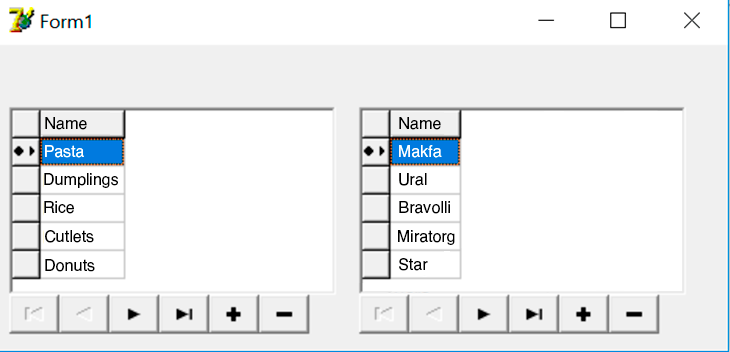 Form1
Name
Pasta
Dumplings
Rice
Cutlets
Donuts
Name
Makfa
Ural
Bravolli
Miratorg
Star